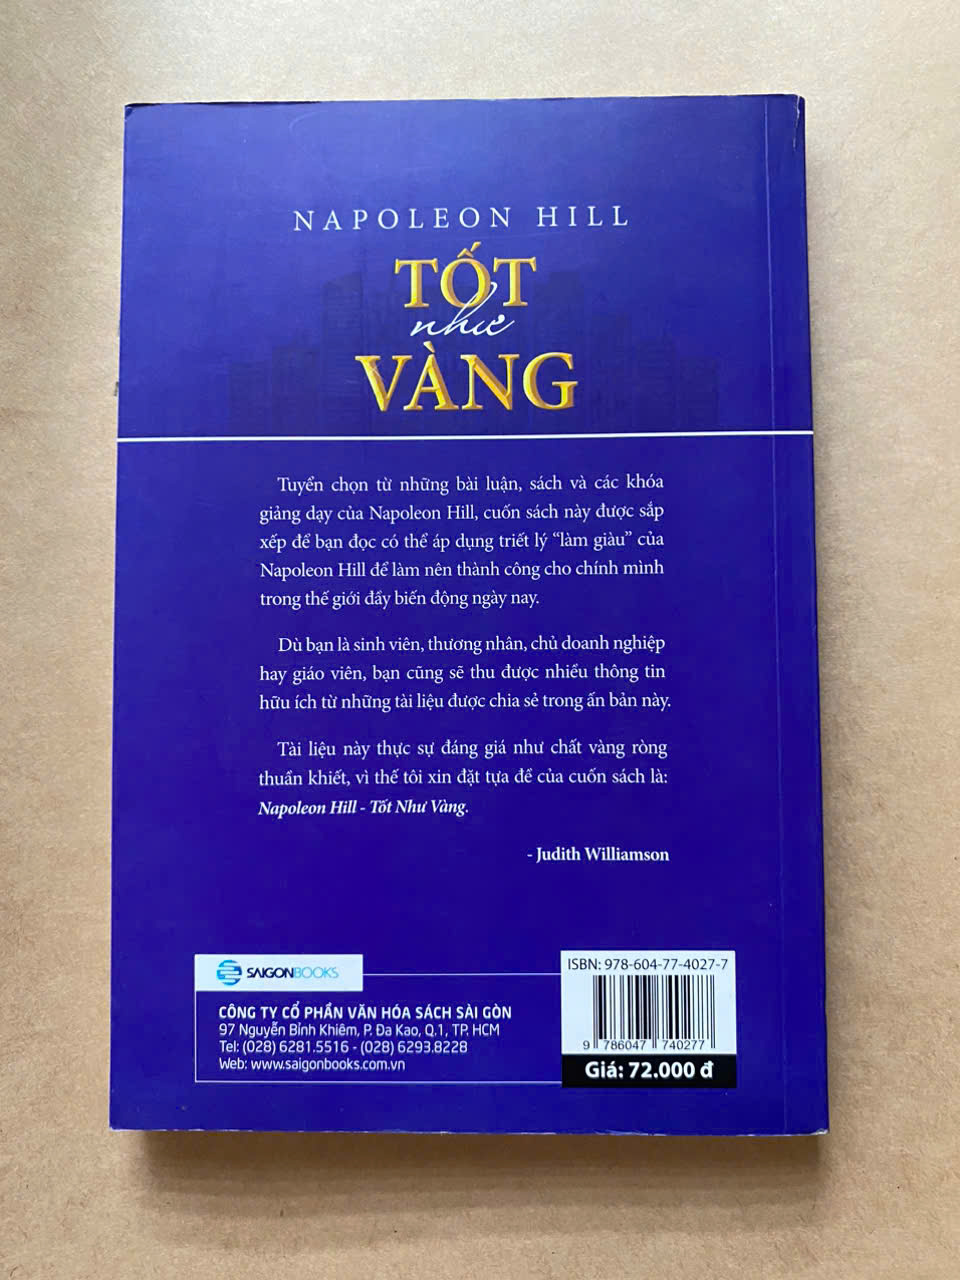 NAPOLEON HILL
TỐT
như
VÀNG
Tuyển chọn từ những bài luận, sách và các khóa
giảng dạy của Napoleon Hill, cuốn sách này được sắp
xếp để bạn đọc có thể áp dụng triết lý “làm giàu” của
Napoleon Hill để làm nên thành công cho chính mình
trong thế giới đầy biến động ngày nay.
Dù bạn là sinh viên, thương nhân, chủ doanh nghiệp
hay giáo viên, bạn cũng sẽ thu được nhiều thông tin
hữu ích từ những tài liệu được chia sẻ trong ấn bản này.
Tài liệu này thực sự đáng giá như chất vàng ròng
thuần khiết, vì thế tôi xin đặt tựa đề của cuốn sách là:
Napoleon Hill - Tốt Như Vàng.
- Judith Williamson
SAIGONBOOKS
CÔNG TY CỔ PHẦN VĂN HÓA SÁCH SÀI GÒN
97 Nguyễn Bỉnh Khiêm, P. Đa Kao, Q.1, TP. HCM
Tel: (028) 6281.5516 - (028) 6293.8228
Web: www.saigonbooks.com.vn
ISBN: 978-604-77-4027-7
9 786047 740277
Giá: 72.000 đ